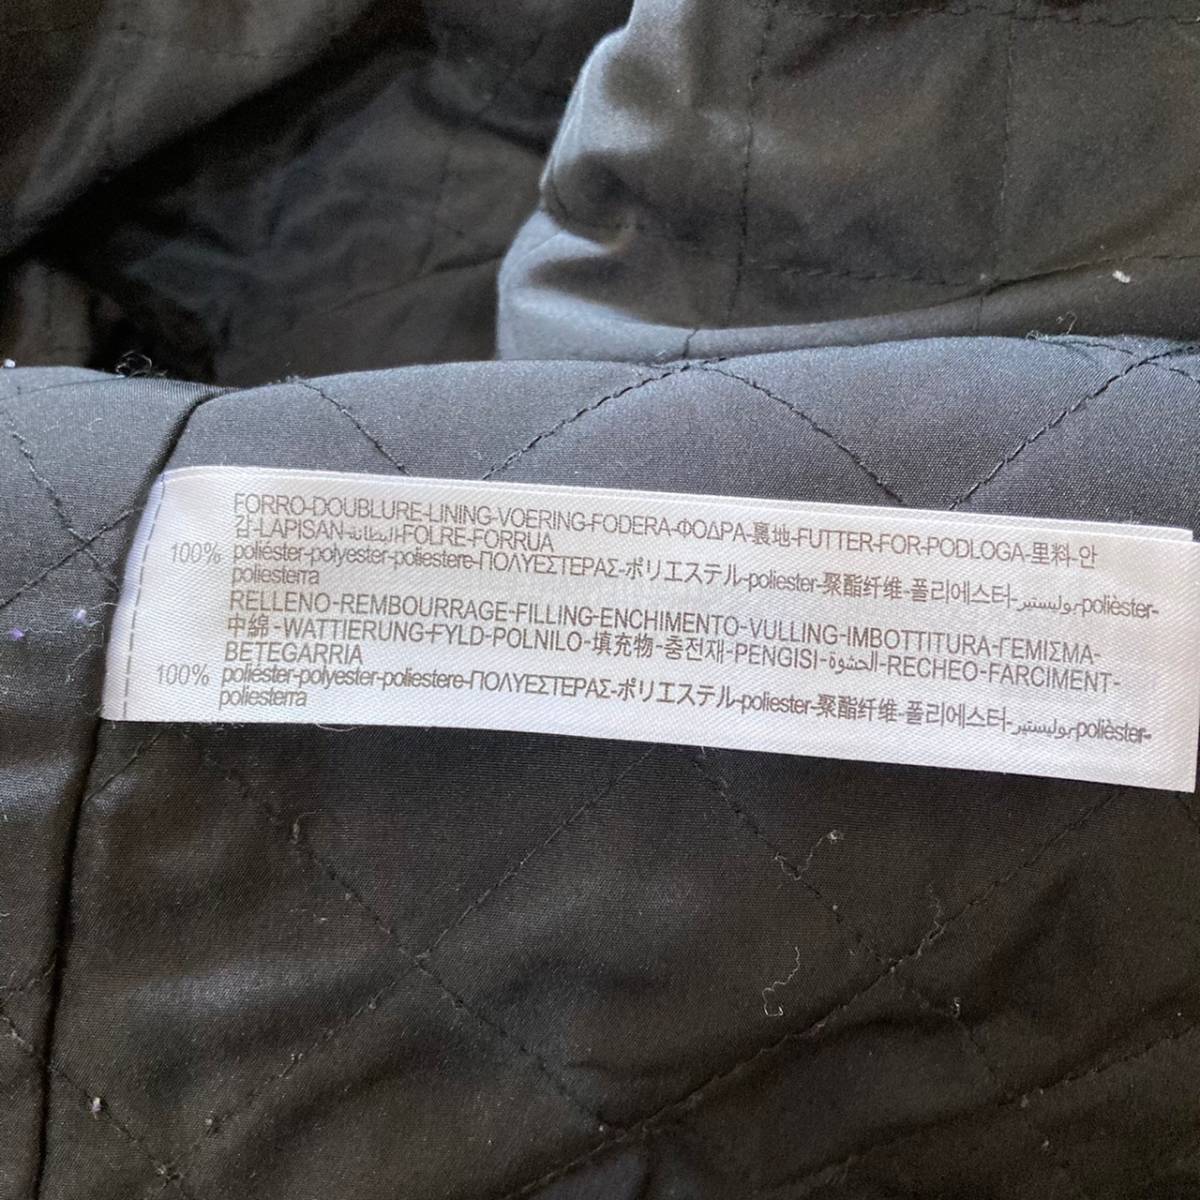 FORRO-DOUBLURE-LINING-VOERING-FODERA-ΦΟΔΡΑ-裏地-FUTTER-FOR-PODLOGA-里料-안
감-LAPISAN-البطانة-FOLRE-FORRUA
100% poliéster-polyester-poliestere-ΠΟΛΥΕΣΤΕΡΑΣ-ポリエステル-poliester-聚酯纤维-폴리에스터-بوليستير-polièster-
poliesterra
RELLENO-REMBOURRAGE-FILLING-ENCHIMENTO-VULLING-IMBOTTITURA-ΓΕΜΙΣΜΑ-
中綿-WATTIERUNG-FYLD-POLNILO-填充物-충전재-PENGISI-الحشوة-RECHEO-FARCIMENT-
BETEGARRIA
100% poliéster-polyester-poliestere-ΠΟΛΥΕΣΤΕΡΑΣ-ポリエステル-poliester-聚酯纤维-폴리에스터-بوليستير-polièster-
poliesterra